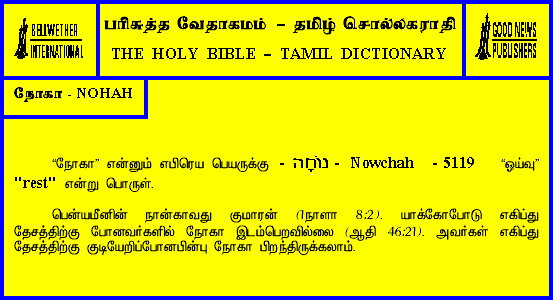 BELLWETHER
INTERNATIONAL
பரிசுத்த வேதாகமம் – தமிழ் சொல்லகராதி
THE HOLY BIBLE – TAMIL DICTIONARY
GOOD NEWS
PUBLISHERS
நோகா - NOHAH
“நோகா” என்னும் எபிரெய பெயருக்கு - נוֹחָה - Nowchah - 5119 “ஓய்வு”
"rest" என்று பொருள்.
பென்யமீனின் நான்காவது குமாரன் (1நாளா 8:2). யாக்கோபோடு எகிப்து
தேசத்திற்கு போனவர்களில் நோகா இடம்பெறவில்லை (ஆதி 46:21). அவர்கள் எகிப்து
தேசத்திற்கு குடியேறிப்போனபின்பு நோகா பிறந்திருக்கலாம்.